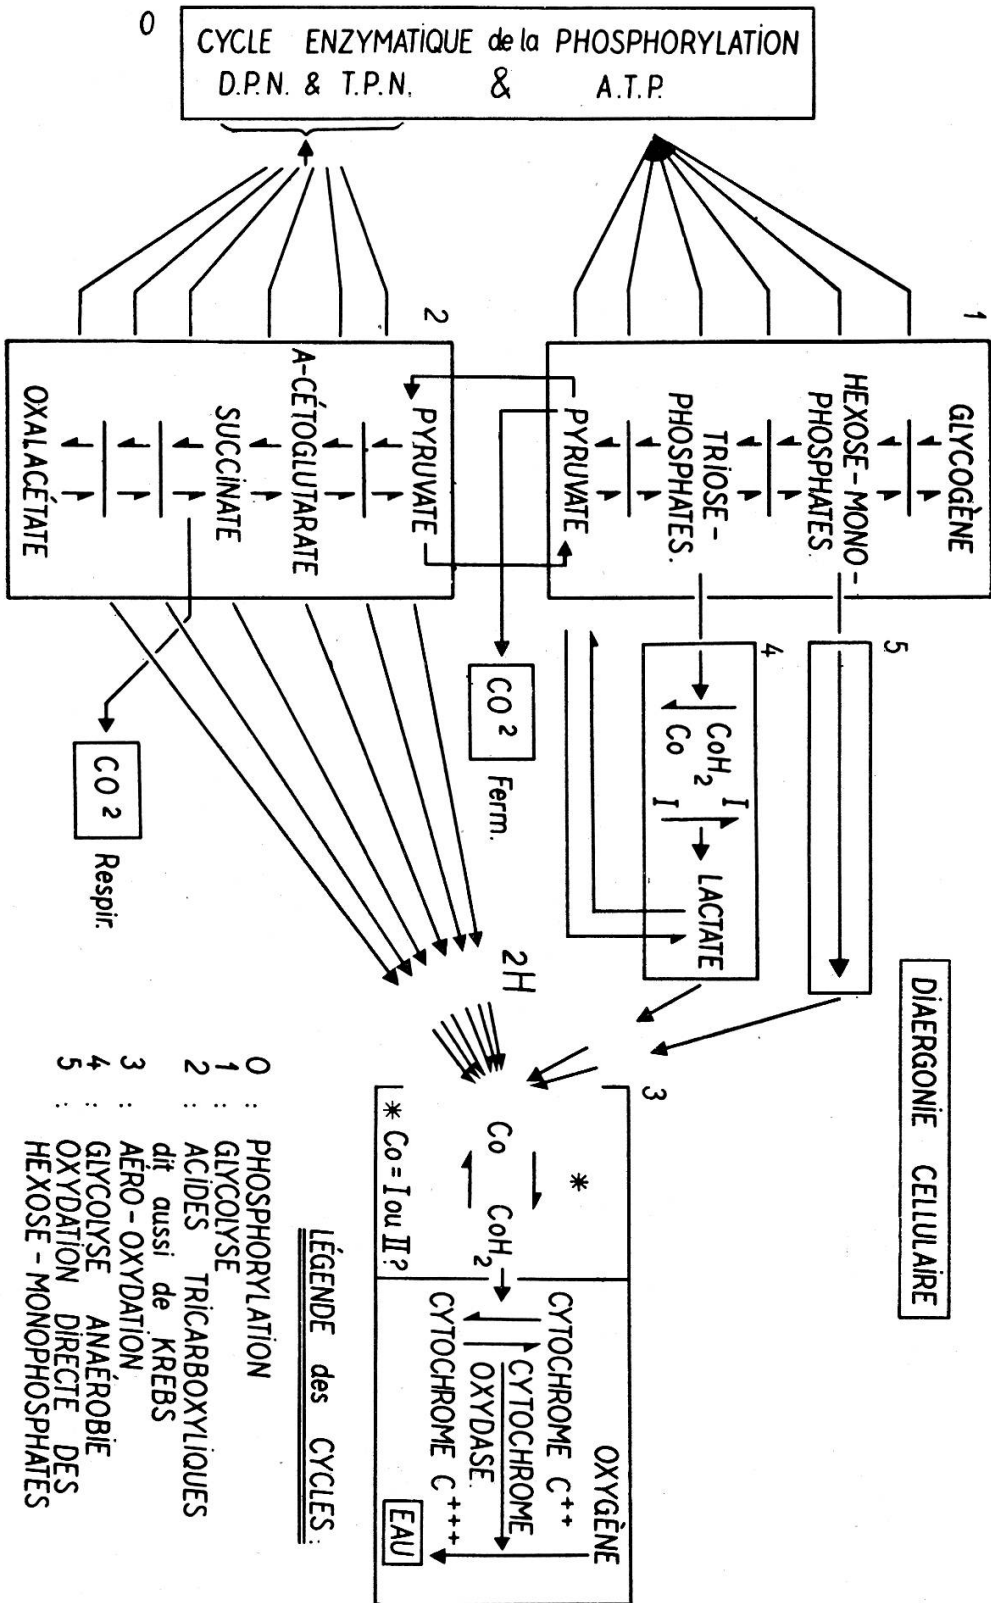 DIAERGONIE CELLULAIRE
0
CYCLE ENZYMATIQUE de la PHOSPHORYLATION
D.P.N. & T.P.N. & A.T.P.
1
GLYCOGÈNE
HEXOSE-MONO-
PHOSPHATES.
TRIOSE-
PHOSPHATES.
PYRUVATE
2
PYRUVATE
A-CÉTOGLUTARATE
SUCCINATE
OXALACÉTATE
5
4
CoH2 I
Co I
LACTATE
CO2
Ferm.
CO2
Respir.
2H
3
*
Co
CoH2
* Co = I ou II ?
OXYGÈNE
CYTOCHROME C++
CYTOCHROME
OXYDASE.
CYTOCHROME C+++
EAU
LÉGENDE des CYCLES :
0 : PHOSPHORYLATION
1 : GLYCOLYSE
2 : ACIDES TRICARBOXYLIQUES
dit aussi de KREBS
3 : AÉRO-OXYDATION
4 : GLYCOLYSE ANAÉROBIE
5 : OXYDATION DIRECTE DES
HEXOSE-MONOPHOSPHATES